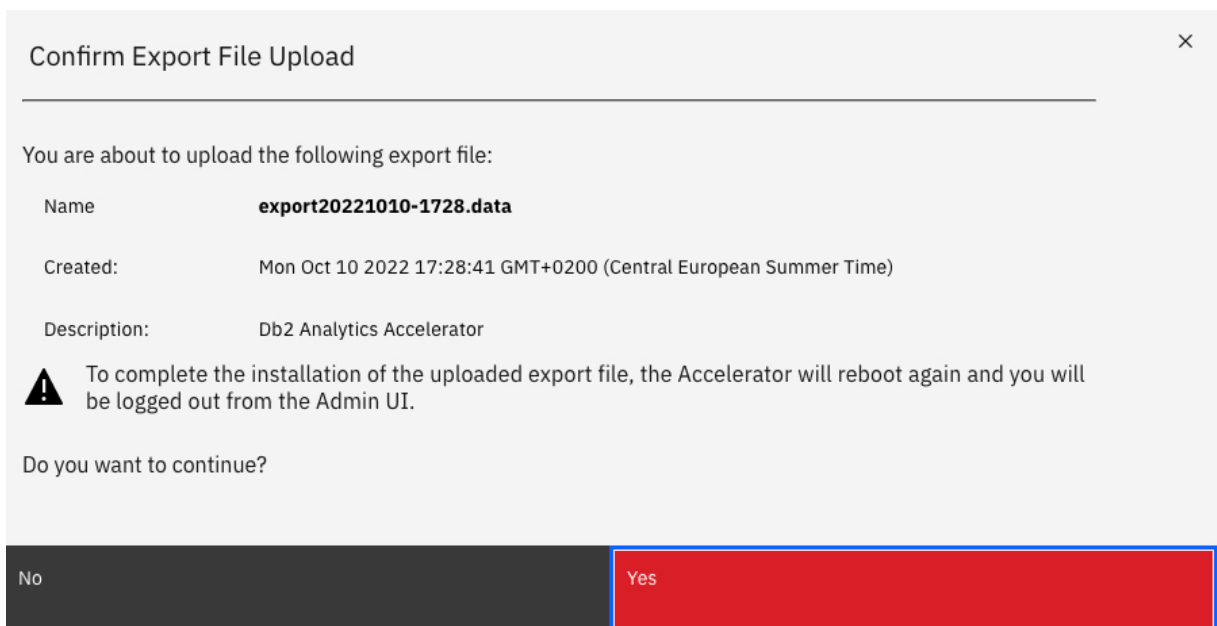 Confirm Export File Upload
You are about to upload the following export file:
Name export20221010-1728.data
Created: Mon Oct 10 2022 17:28:41 GMT+0200 (Central European Summer Time)
Description: Db2 Analytics Accelerator
To complete the installation of the uploaded export file, the Accelerator will reboot again and you will
be logged out from the Admin UI.
Do you want to continue?
No Yes